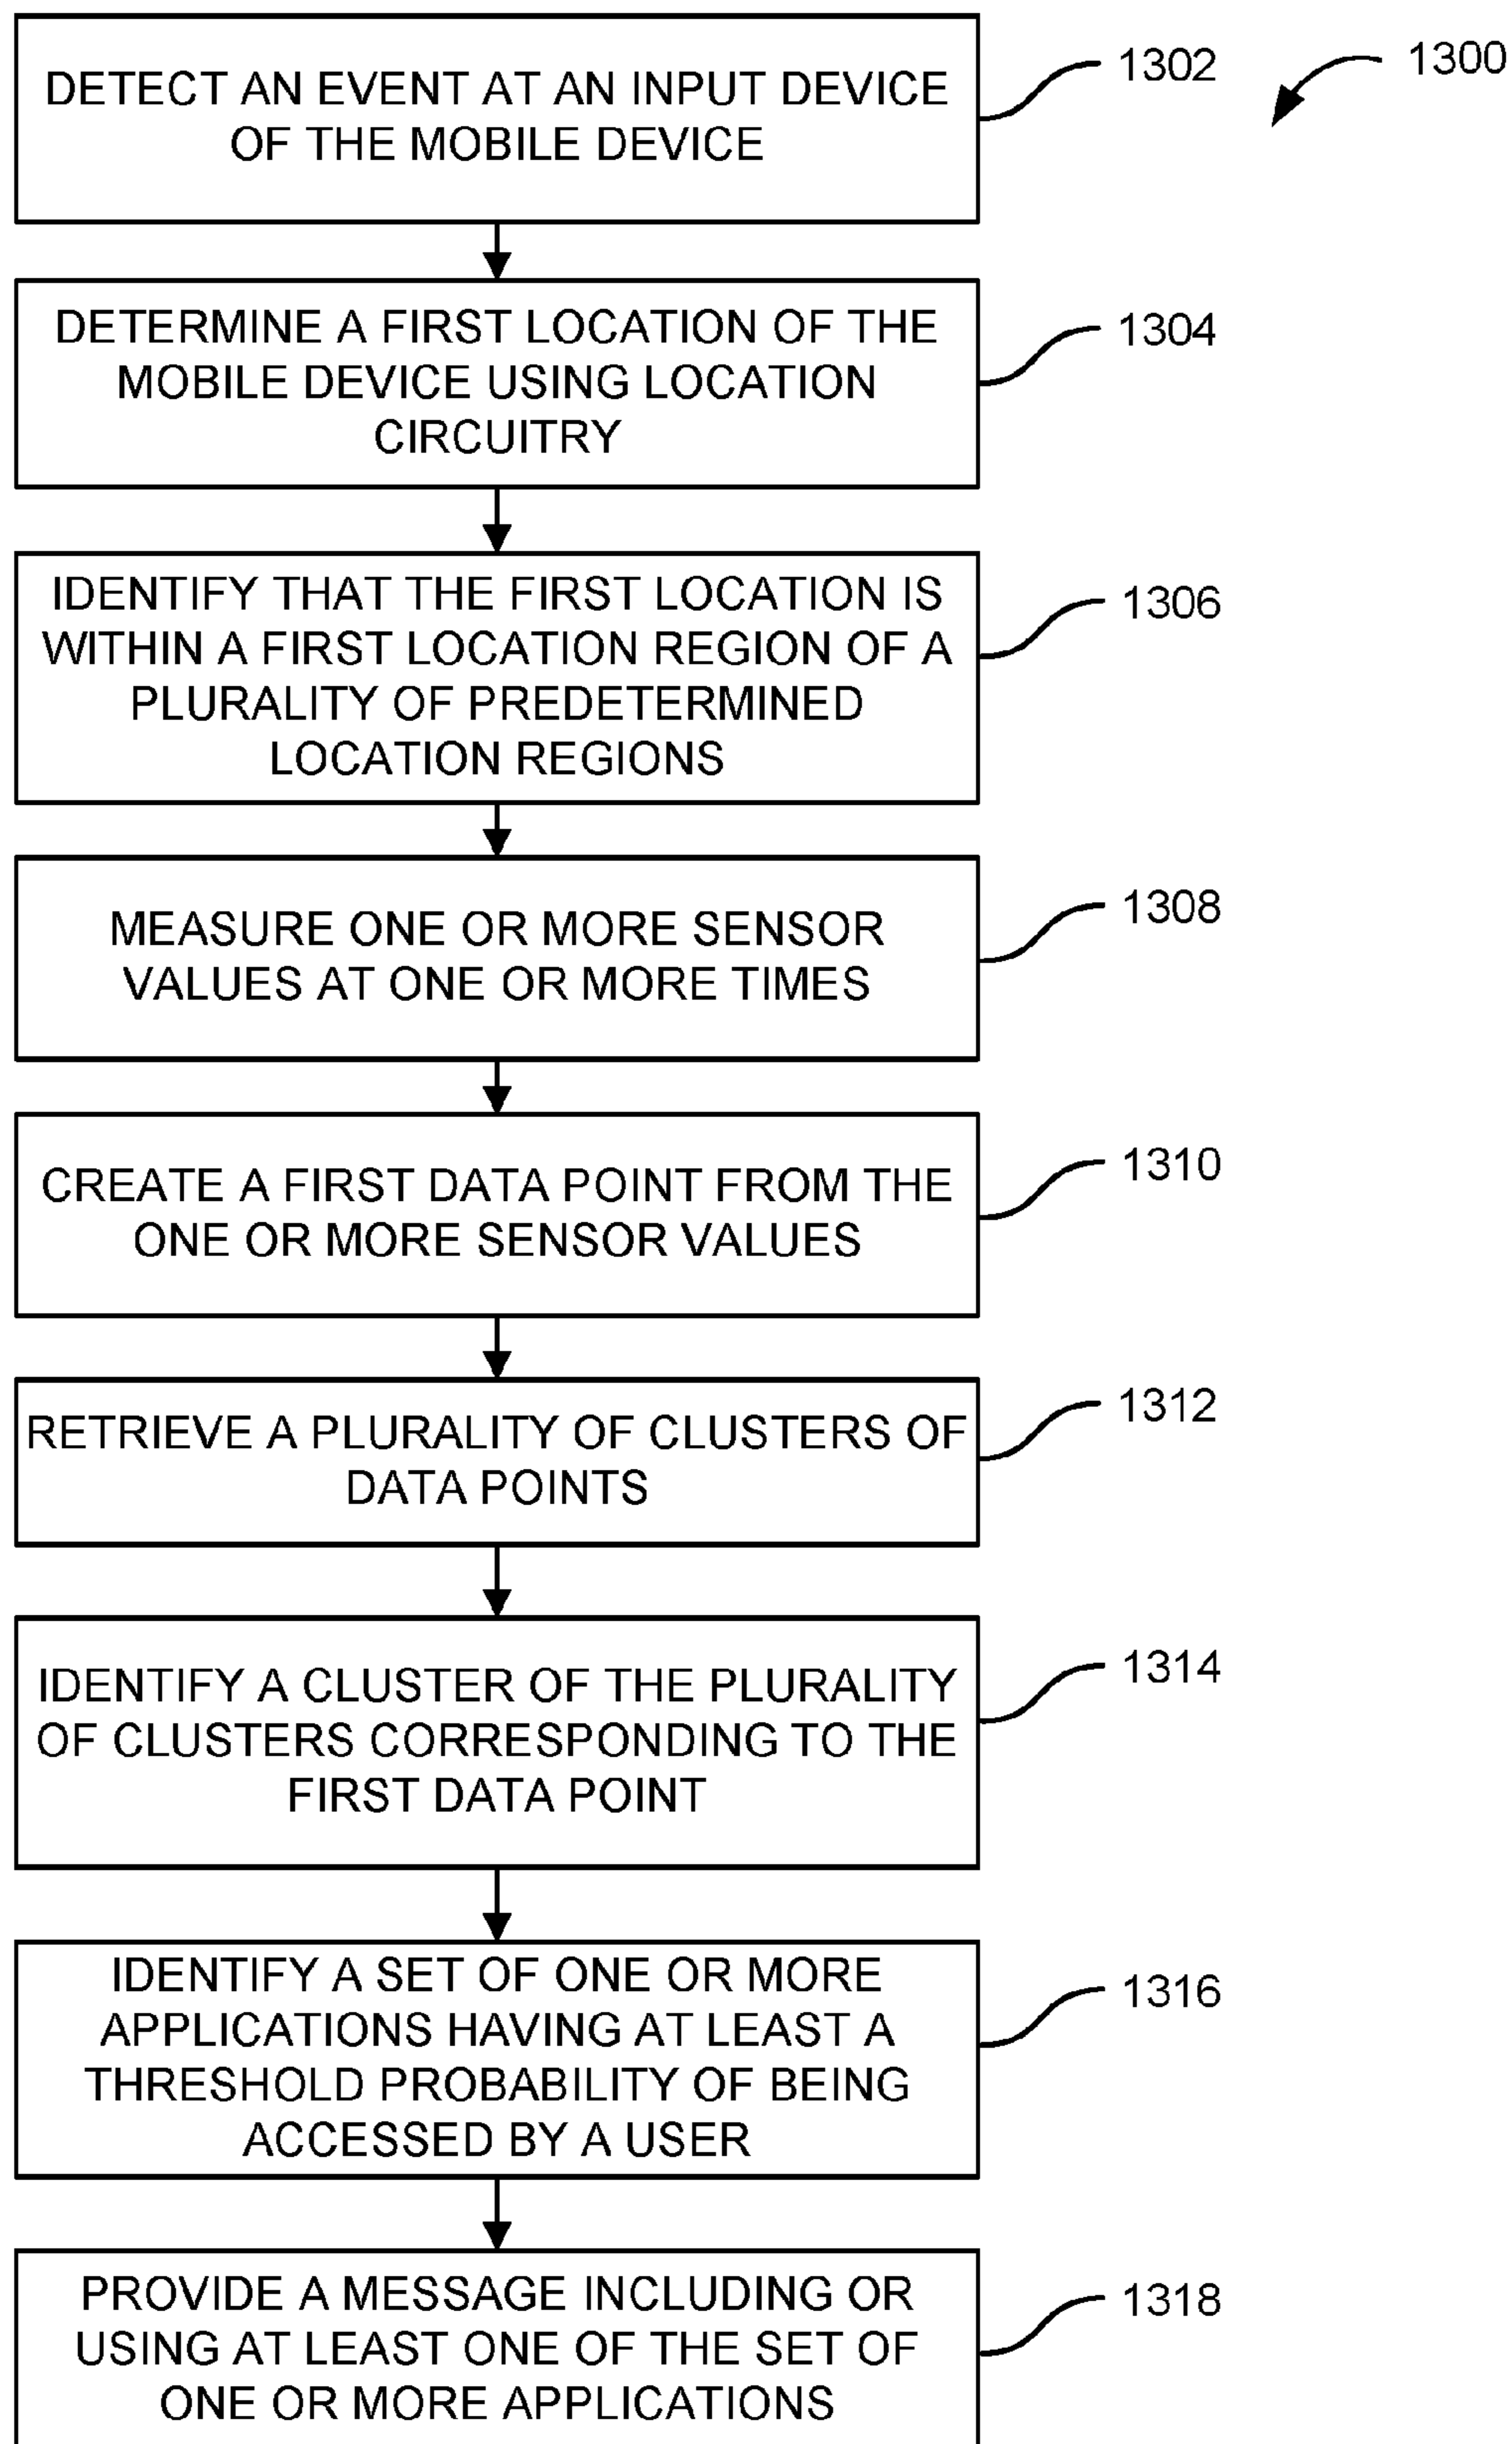 DETECT AN EVENT AT AN INPUT DEVICE
OF THE MOBILE DEVICE
1302
1300
DETERMINE A FIRST LOCATION OF THE
MOBILE DEVICE USING LOCATION
CIRCUITRY
1304
IDENTIFY THAT THE FIRST LOCATION IS
WITHIN A FIRST LOCATION REGION OF A
PLURALITY OF PREDETERMINED
LOCATION REGIONS
1306
MEASURE ONE OR MORE SENSOR
VALUES AT ONE OR MORE TIMES
1308
CREATE A FIRST DATA POINT FROM THE
ONE OR MORE SENSOR VALUES
1310
RETRIEVE A PLURALITY OF CLUSTERS OF
DATA POINTS
1312
IDENTIFY A CLUSTER OF THE PLURALITY
OF CLUSTERS CORRESPONDING TO THE
FIRST DATA POINT
1314
IDENTIFY A SET OF ONE OR MORE
APPLICATIONS HAVING AT LEAST A
THRESHOLD PROBABILITY OF BEING
ACCESSED BY A USER
1316
PROVIDE A MESSAGE INCLUDING OR
USING AT LEAST ONE OF THE SET OF
ONE OR MORE APPLICATIONS
1318